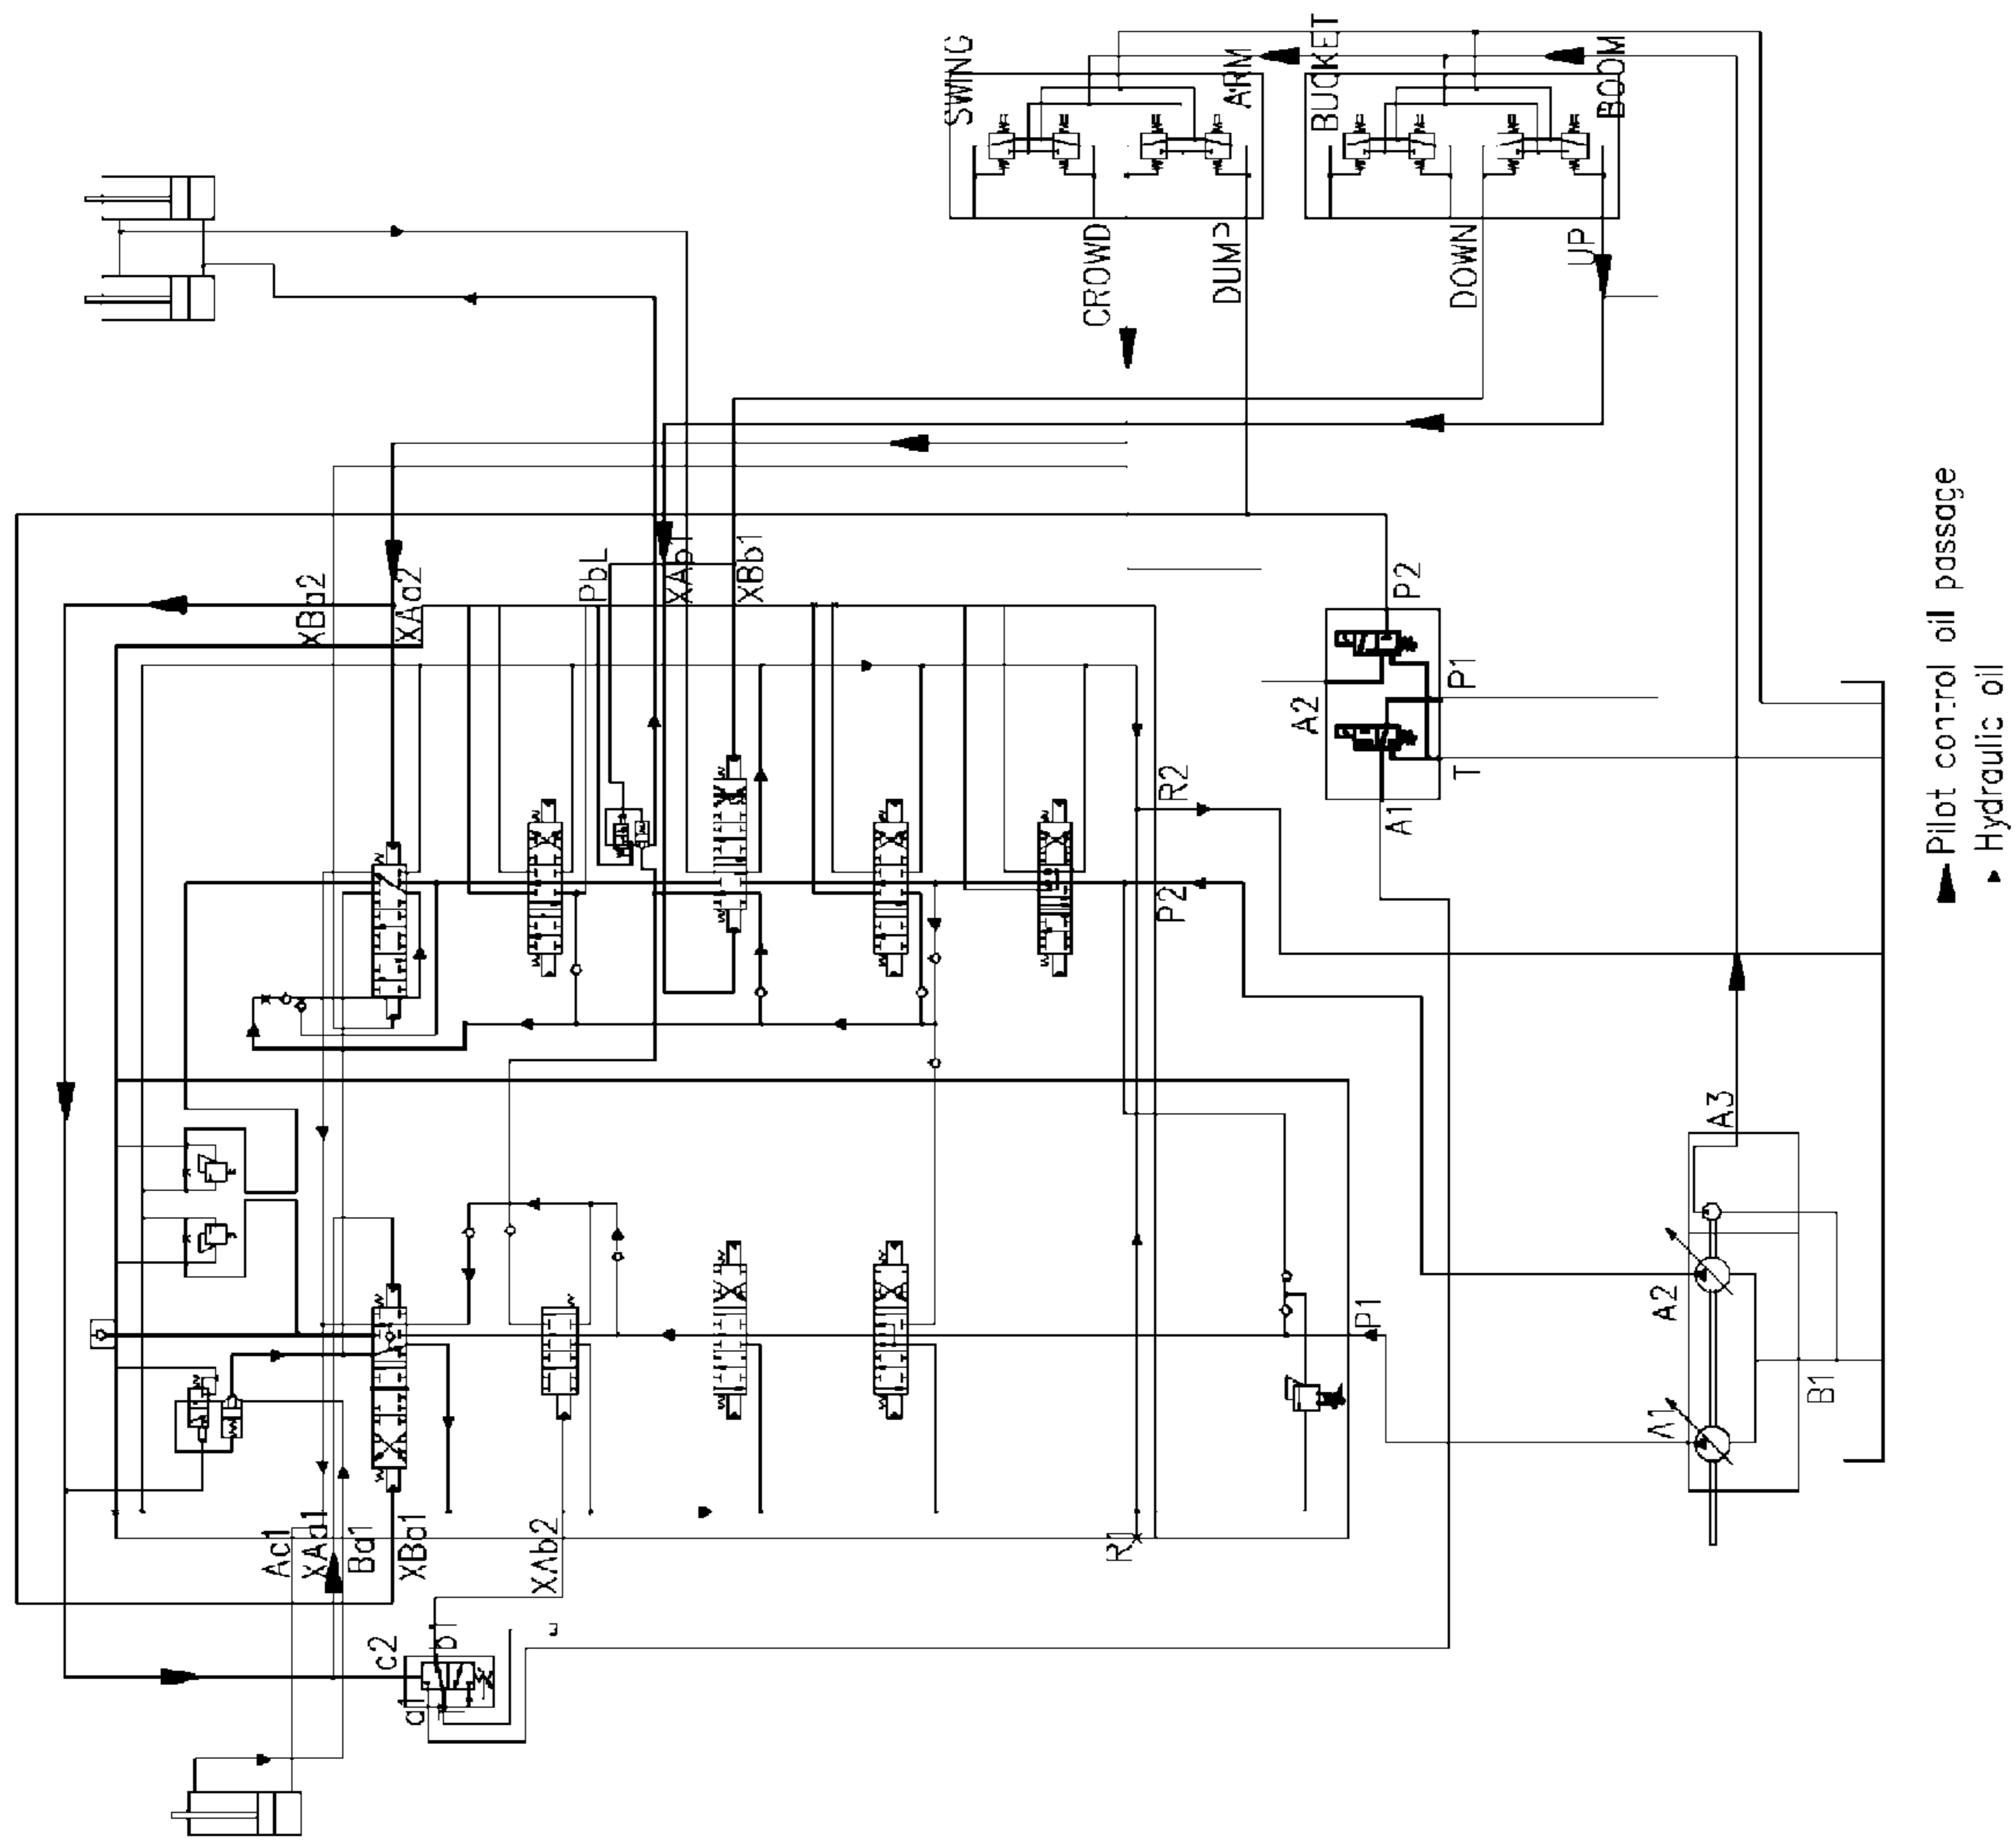 SWING
ARM
BUCKET
BOOM
CROWD
DUMP
DOWN
UP
XBa2
XAa2
PbL
XAb1
XBb1
P2
A2
P1
T
A1
R2
P2
Pilot control oil passage
Hydraulic oil
A3
A2
A1
B1
P1
R1
Ac1
XAa1
Ba1
XBa1
XAb2
c2
b1
a1